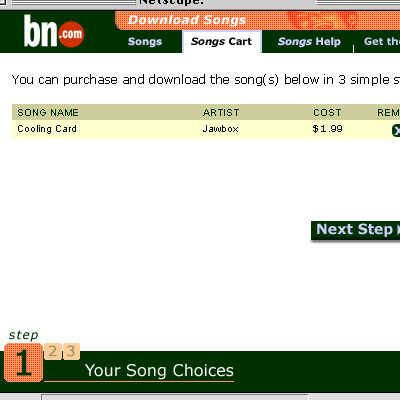 Netscape:
Download Songs
bn.com
Songs Songs Cart Songs Help Get th
You can purchase and download the song(s) below in 3 simple s
SONG NAME ARTIST COST REM
Cooling Card Jawbox $1.99
Next Step
step
1 2 3
Your Song Choices